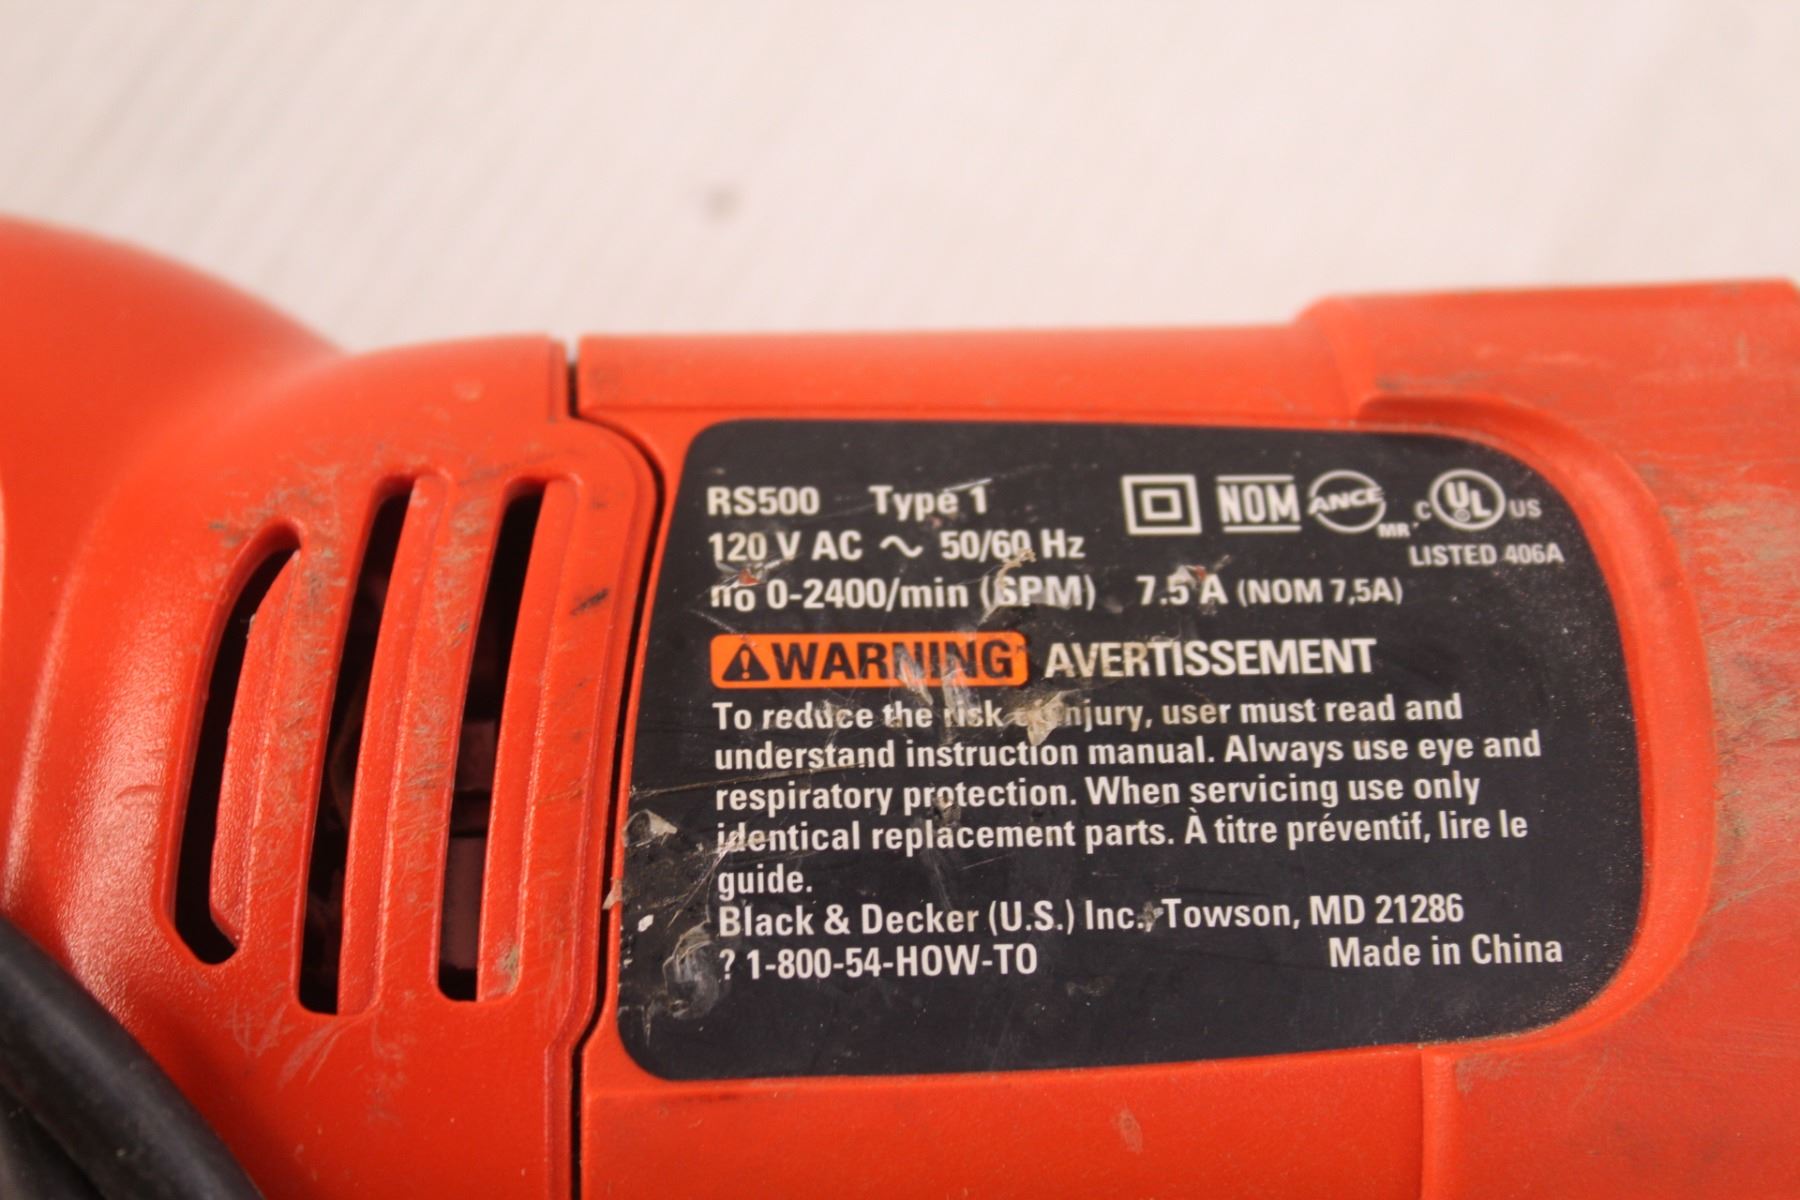 RS500 Type 1
120 V AC ~ 50/60 Hz
no 0-2400/min (SPM) 7.5 A (NOM 7,5A)
NOM ANCE MR C UL US
LISTED 406A
WARNING AVERTISSEMENT
To reduce the risk injury, user must read and
understand instruction manual. Always use eye and
respiratory protection. When servicing use only
identical replacement parts. À titre préventif, lire le
guide.
Black & Decker (U.S.) Inc., Towson, MD 21286
? 1-800-54-HOW-TO Made in China